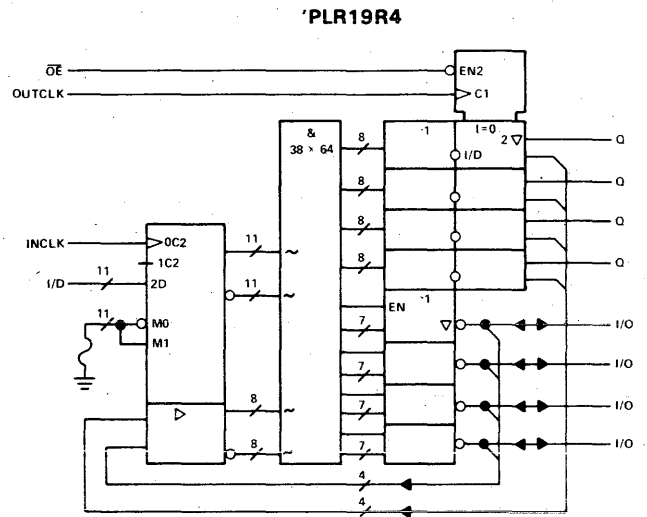 'PLR19R4
OE
OUTCLK
EN2
C1
&
38 × 64
8
·1
I=0
2 ▽
Q
I/D
8
Q
8
Q
INCLK
0C2
11
8
Q
1C2
I/D
11
2D
11
EN
·1
11
M0
M1
7
▽
I/O
7
I/O
▷
8
7
I/O
8
7
I/O
4
4